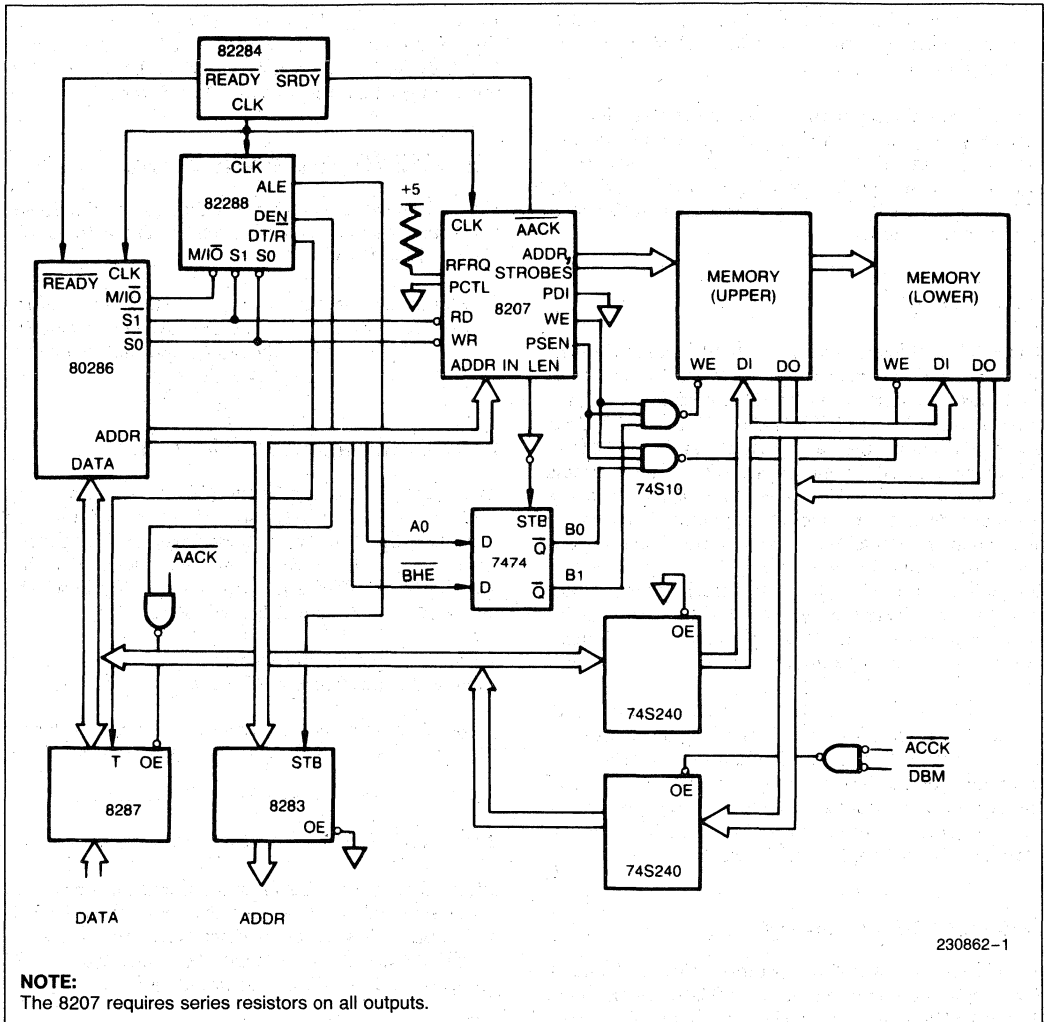 82284
READY SRDY
CLK
CLK
ALE
82288
DEN
DT/R
M/IO S1 S0
+5
CLK AACK
ADDR,
RFRQ STROBES
PCTL 8207 PDI
RD WE
WR PSEN
ADDR IN LEN
MEMORY
(UPPER)
WE DI DO
MEMORY
(LOWER)
WE DI DO
READY CLK
M/IO
S1
S0
80286
ADDR
DATA
74S10
STB
A0 D Q B0
7474
BHE D Q B1
AACK
OE
74S240
T OE
8287
STB
8283
OE
OE
74S240
ACCK
DBM
DATA ADDR
230862–1
NOTE:
The 8207 requires series resistors on all outputs.